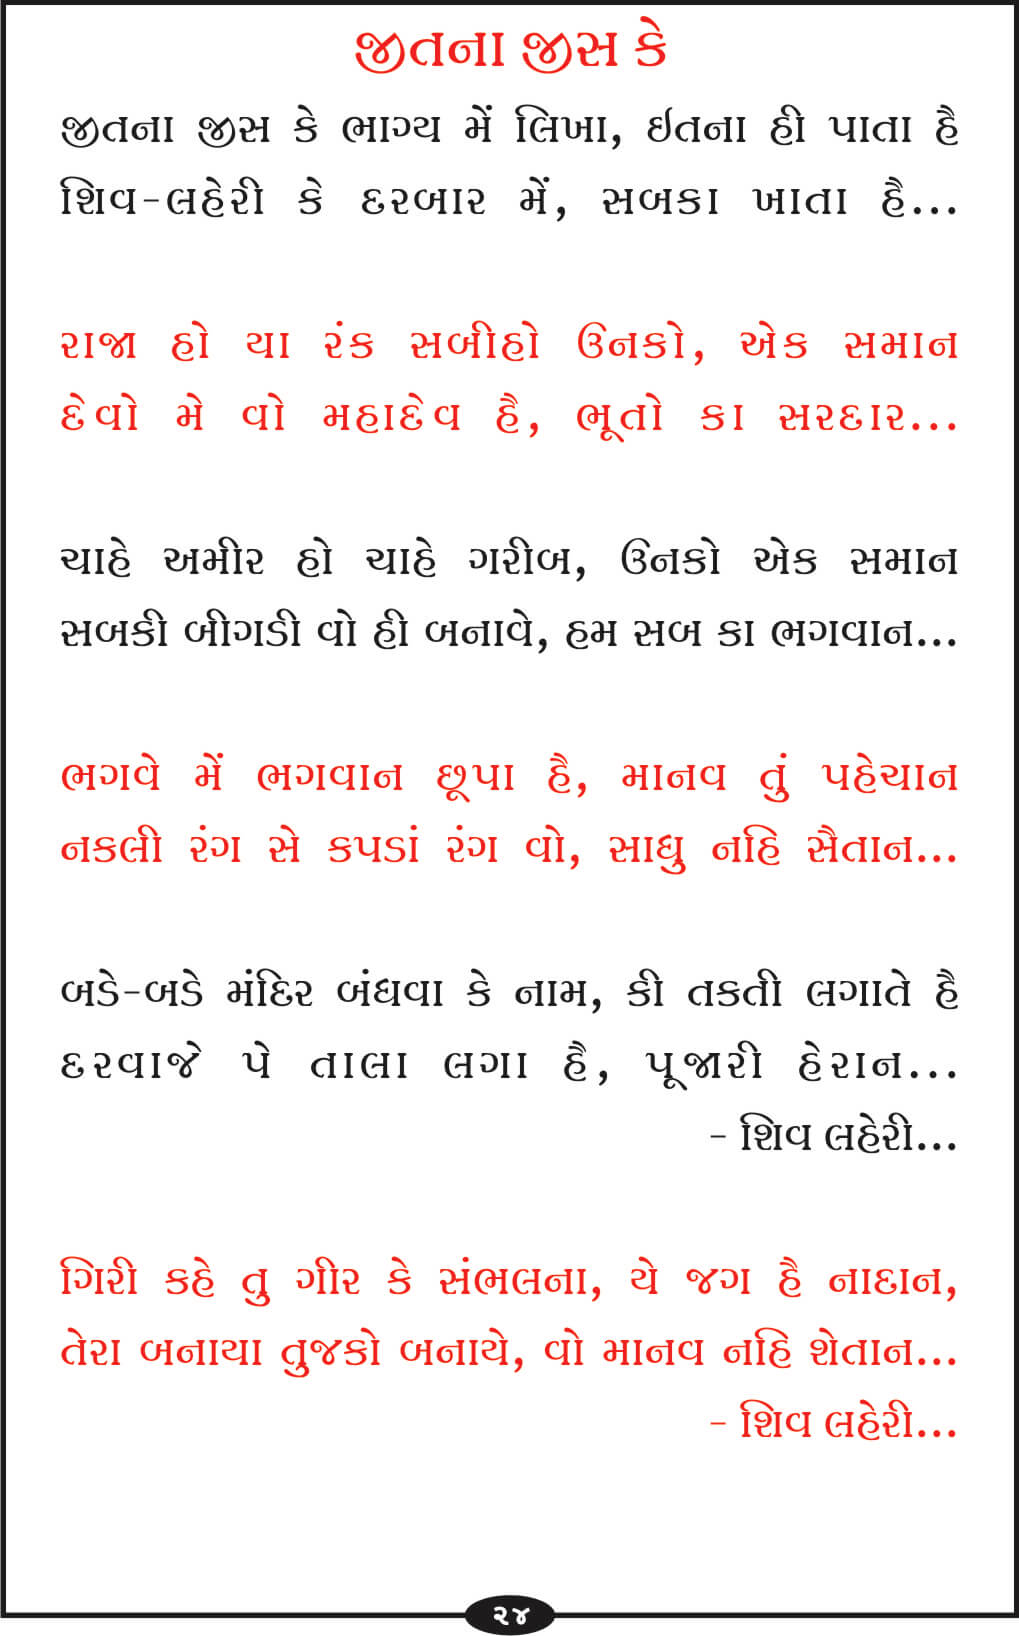 જીતના જીસ કે
જીતના જીસ કે ભાગ્ય મેં લિખા, ઇતના હી પાતા હૈ
શિવ-લહેરી કે દરબાર મેં, સબકા ખાતા હૈ...
રાજા હો યા રંક સબીહો ઉનકો, એક સમાન
દેવો મે વો મહાદેવ હૈ, ભૂતો કા સરદાર...
ચાહે અમીર હો ચાહે ગરીબ, ઉનકો એક સમાન
સબકી બીગડી વો હી બનાવે, હમ સબ કા ભગવાન...
ભગવે મેં ભગવાન છૂપા હૈ, માનવ તું પહેચાન
નકલી રંગ સે કપડાં રંગ વો, સાધુ નહિ સૈતાન...
બડે-બડે મંદિર બંધવા કે નામ, કી તકતી લગાતે હૈ
દરવાજે પે તાલા લગા હૈ, પૂજારી હેરાન...
- શિવ લહેરી...
ગિરી કહે તુ ગીર કે સંભલના, યે જગ હૈ નાદાન,
તેરા બનાયા તુજકો બનાયે, વો માનવ નહિ શેતાન...
- શિવ લહેરી...
૨૪